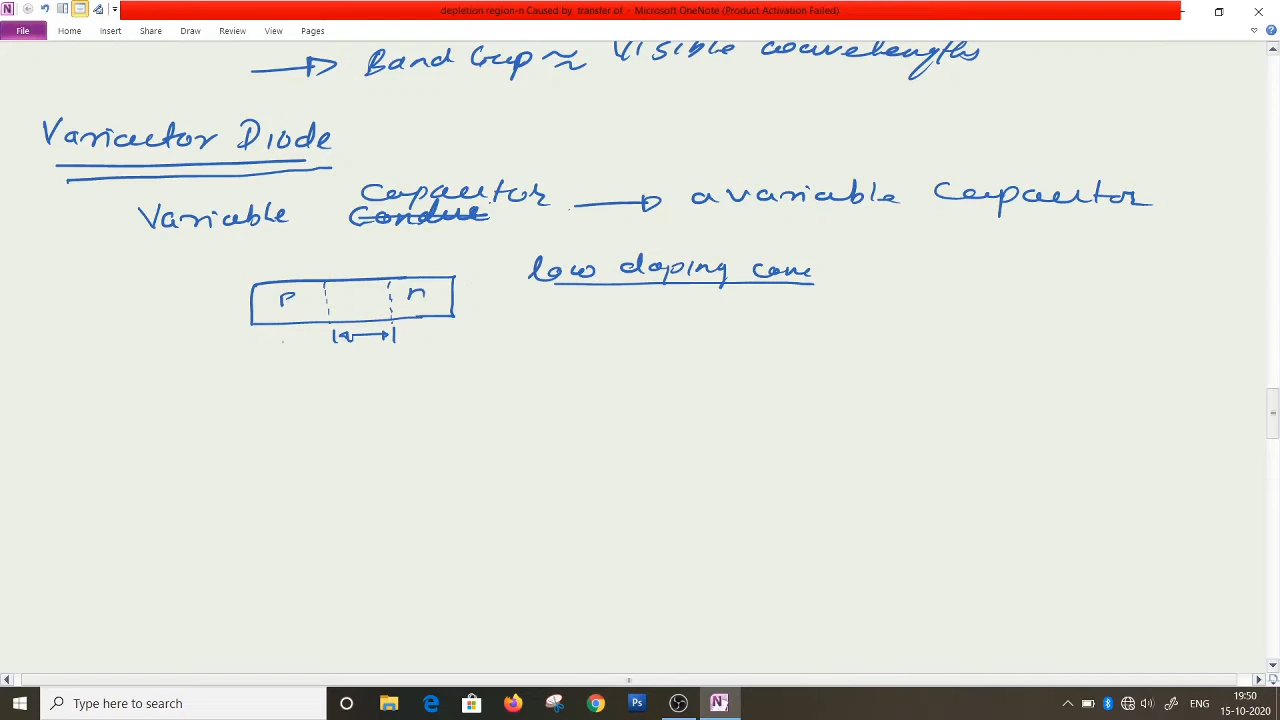 depletion region-n Caused by transfer of - Microsoft OneNote (Product Activation Failed)
File Home Insert Share Draw Review View Pages
Band Gap ≈ Visible wavelengths
Variactor Diode
Capacitor
Variable Conduc → a variable Capacitor
low doping conc
P n
Type here to search
ENG
19:50
15-10-2020